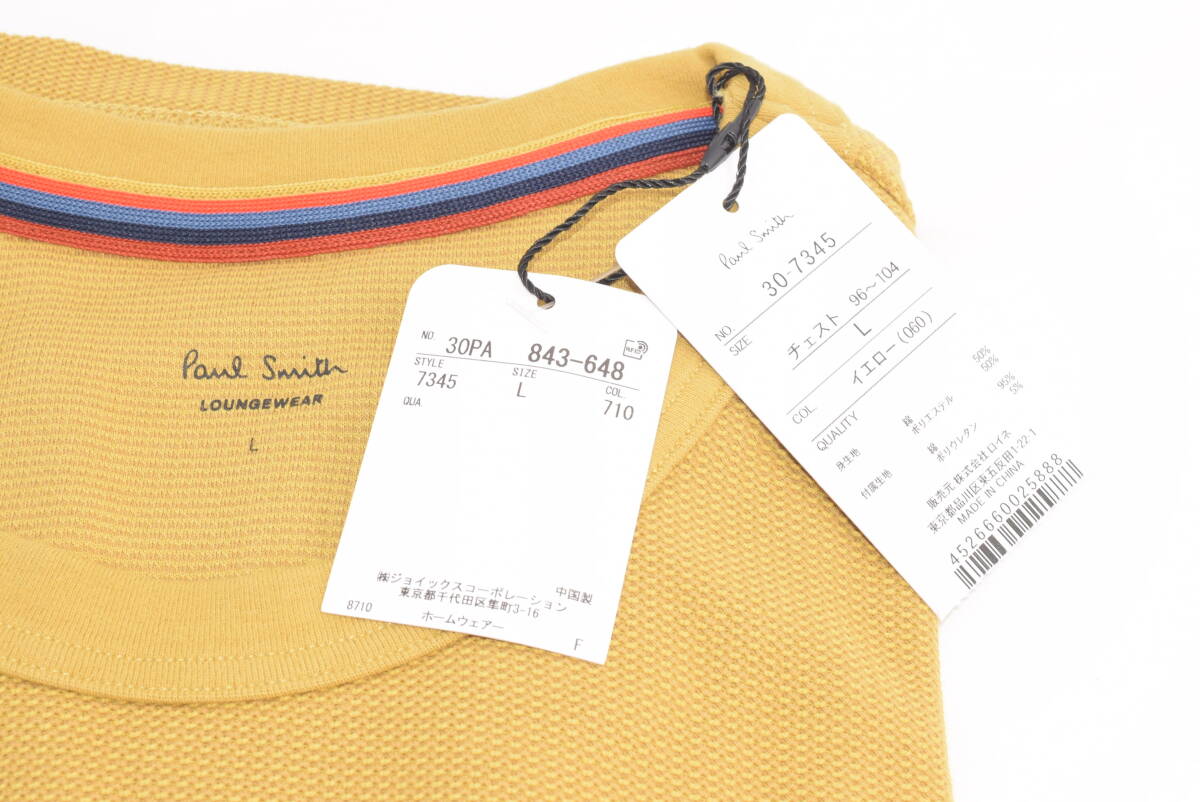 Paul Smith
LOUNGEWEAR
L
NO. 30PA 843-648
RFID
STYLE SIZE COL.
7345 L 710
QUA.
㈱ジョイックスコーポレーション 中国製
東京都千代田区隼町3-16
8710 ホームウェアー F
Paul Smith
NO. 30-7345
SIZE チェスト 96～104
L
COL イエロー(060)
QUALITY
身生地 綿 50%
ポリエステル 50%
付属生地 綿 95%
ポリウレタン 5%
販売元 株式会社ロイネ
東京都品川区東五反田1-22-1
MADE IN CHINA
4526660025888